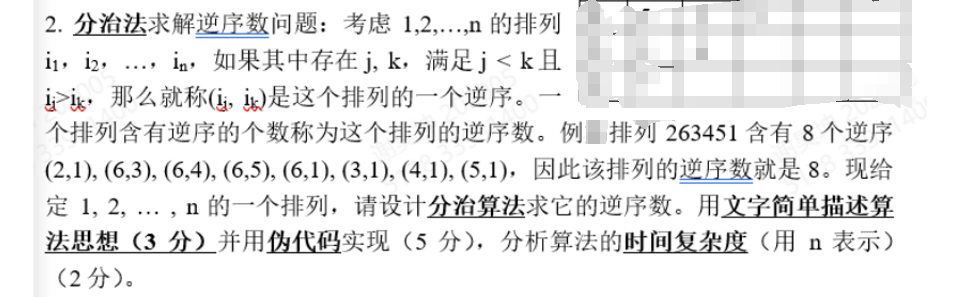 2. 分治法求解逆序数问题：考虑 1,2,…,n 的排列
i₁，i₂，…，iₙ，如果其中存在 j, k，满足 j < k 且
iⱼ>iₖ，那么就称(iⱼ, iₖ)是这个排列的一个逆序。一
个排列含有逆序的个数称为这个排列的逆序数。例 排列 263451 含有 8 个逆序
(2,1), (6,3), (6,4), (6,5), (6,1), (3,1), (4,1), (5,1)，因此该排列的逆序数就是 8。现给
定 1, 2, … , n 的一个排列，请设计分治算法求它的逆序数。用文字简单描述算
法思想（3 分）并用伪代码实现（5 分），分析算法的时间复杂度（用 n 表示）
（2 分）。